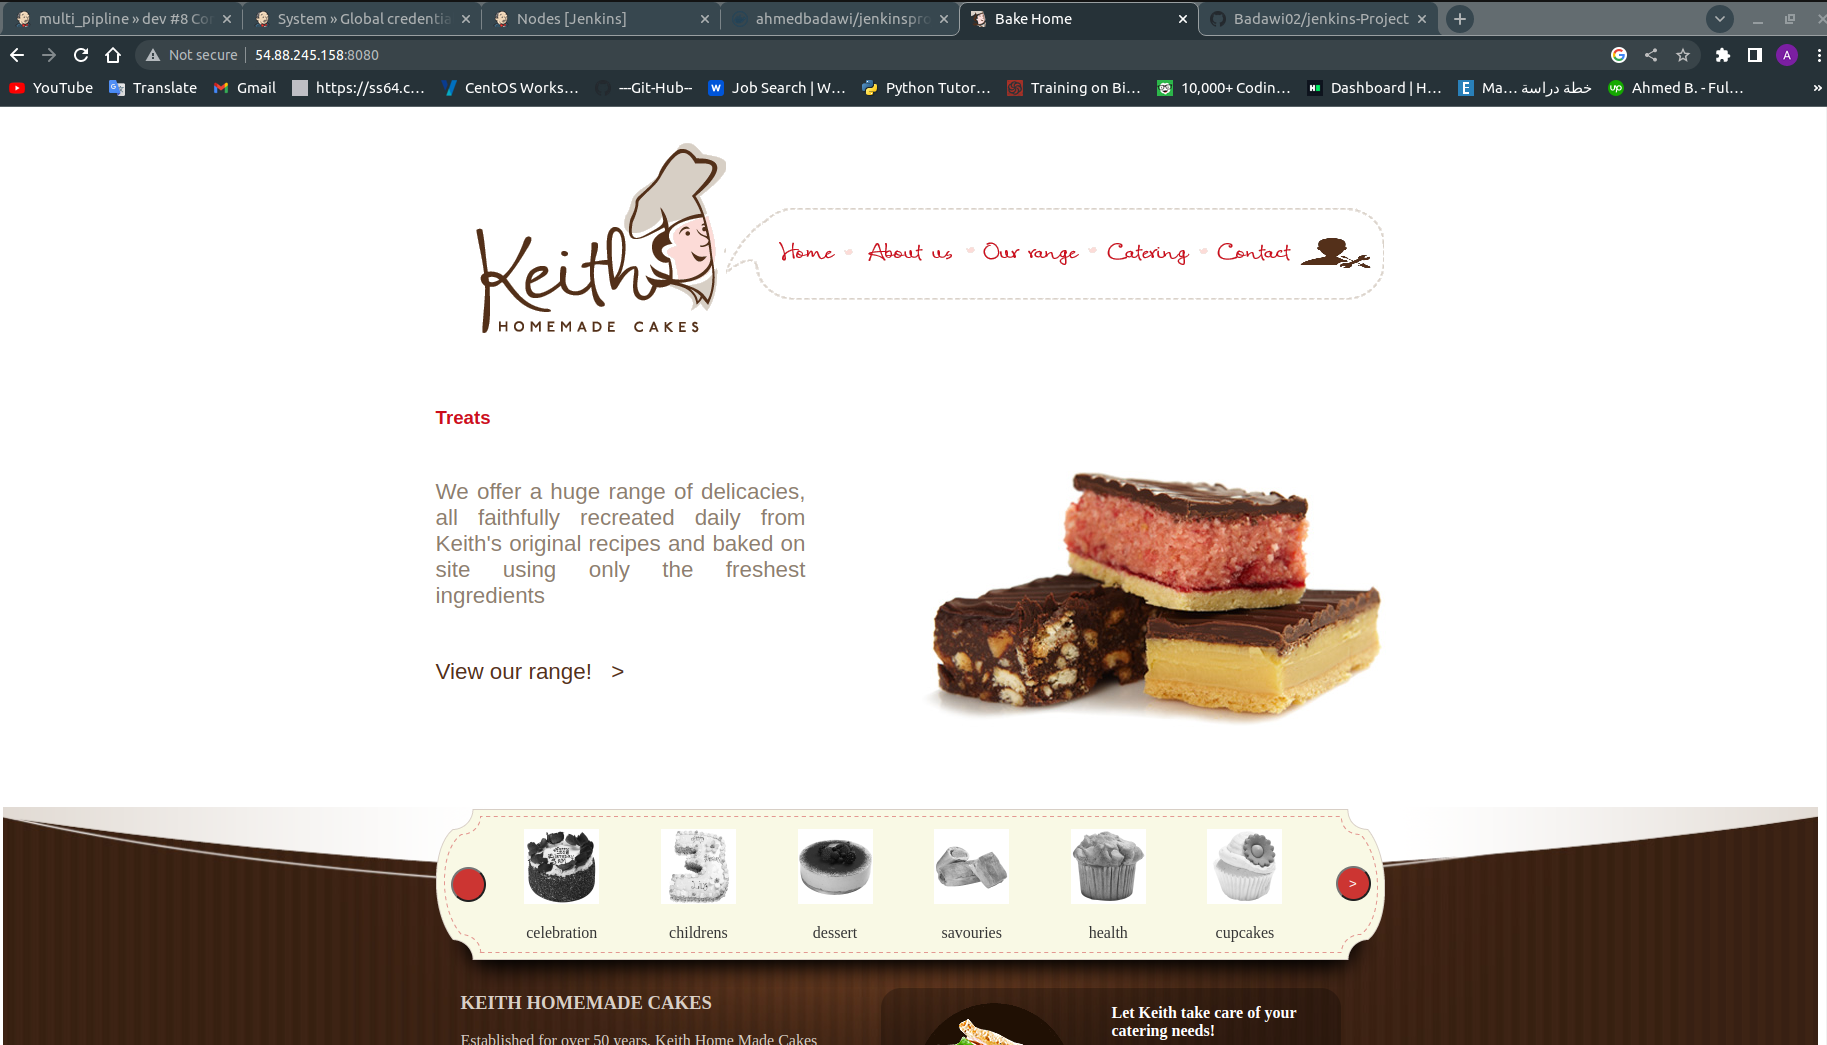 multi_pipline » dev #8 Co
System » Global credentia
Nodes [Jenkins]
ahmedbadawi/jenkinspro
Bake Home
Badawi02/jenkins-Project
Not secure
54.88.245.158:8080
A
YouTube
Translate
Gmail
https://ss64.c...
CentOS Works...
---Git-Hub--
Job Search | W...
Python Tutor...
Training on Bi...
10,000+ Codin...
Dashboard | H...
Ma... خطة دراسة
Ahmed B. - Ful...
»
Keith
HOMEMADE CAKES
Home
About us
Our range
Catering
Contact
Treats
We offer a huge range of delicacies,
all faithfully recreated daily from
Keith's original recipes and baked on
site using only the freshest
ingredients
View our range! >
>
celebration
childrens
dessert
savouries
health
cupcakes
KEITH HOMEMADE CAKES
Established for over 50 years, Keith Home Made Cakes
Let Keith take care of your
catering needs!